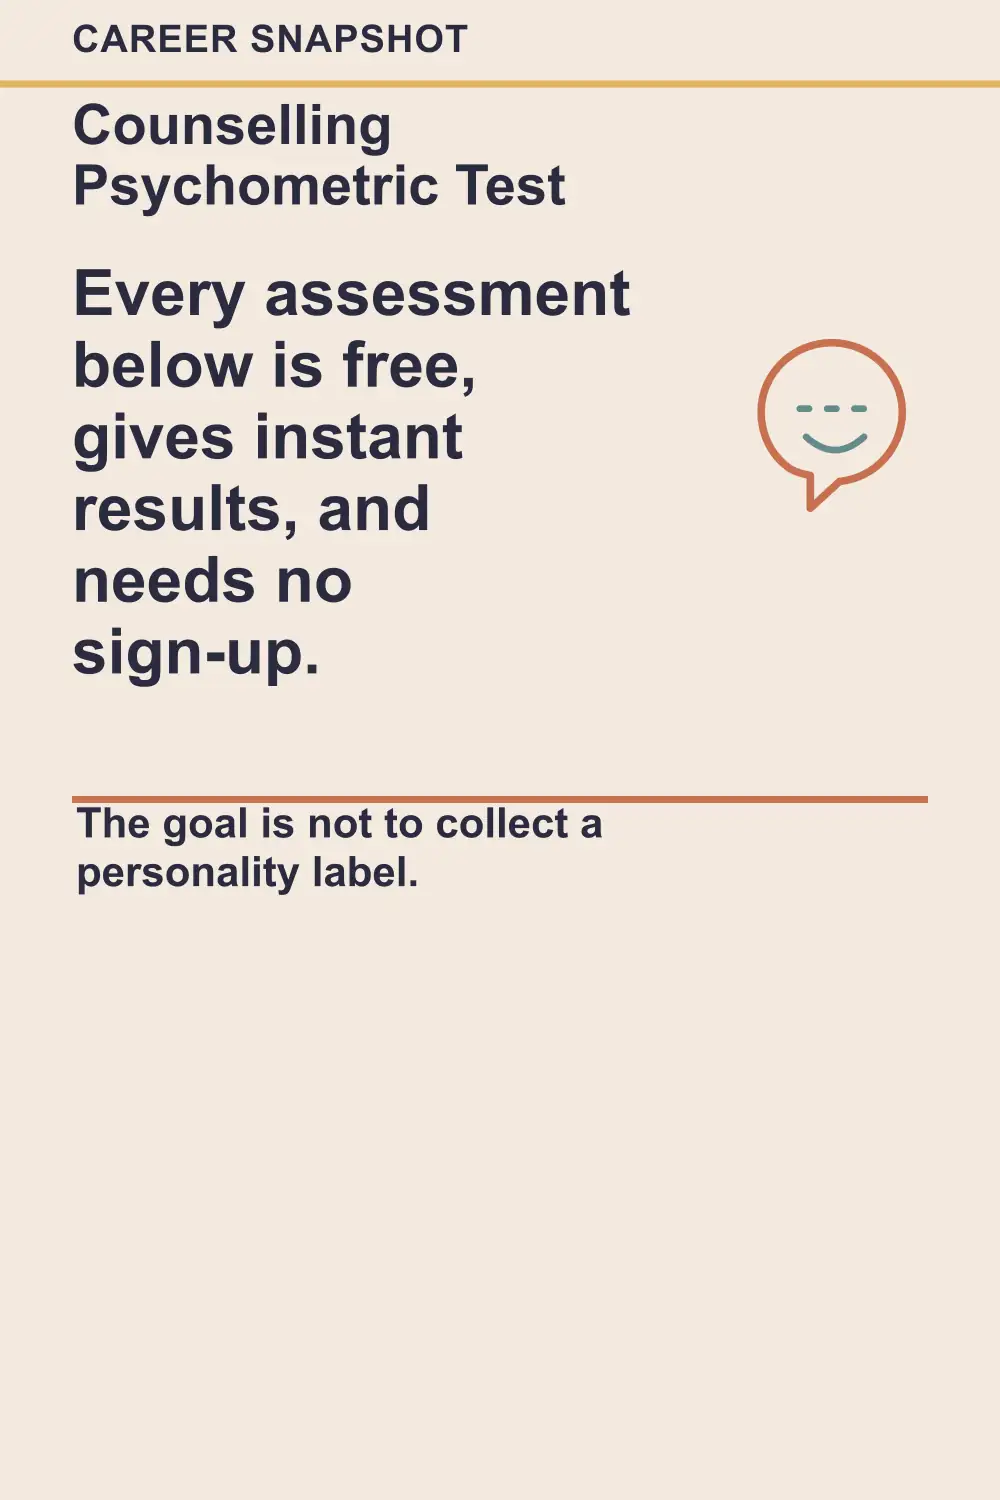 CAREER SNAPSHOT
Counselling
Psychometric Test
Every assessment
below is free,
gives instant
results, and
needs no
sign-up.
The goal is not to collect a
personality label.